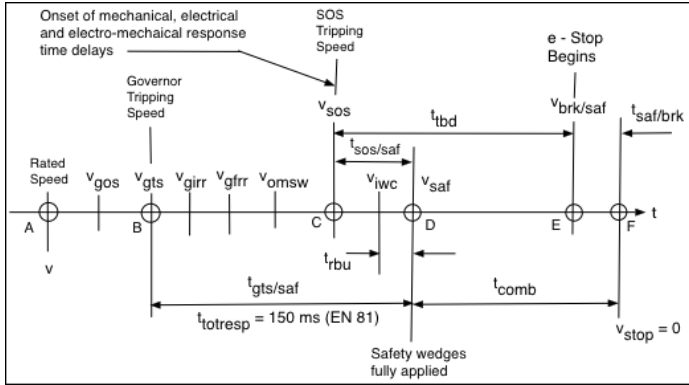 Onset of mechanical, electrical
and electro-mechaical response
time delays
SOS
Tripping
Speed
e - Stop
Begins
Governor
Tripping
Speed
Rated
Speed
v_sos
t_tbd
v_brk/saf
t_saf/brk
t_sos/saf
v_gos
v_gts
v_girr
v_gfrr
v_omsw
v_iwc
v_saf
A
B
C
D
E
F
t
v
t_rbu
t_gts/saf
t_comb
t_totresp = 150 ms (EN 81)
v_stop = 0
Safety wedges
fully applied